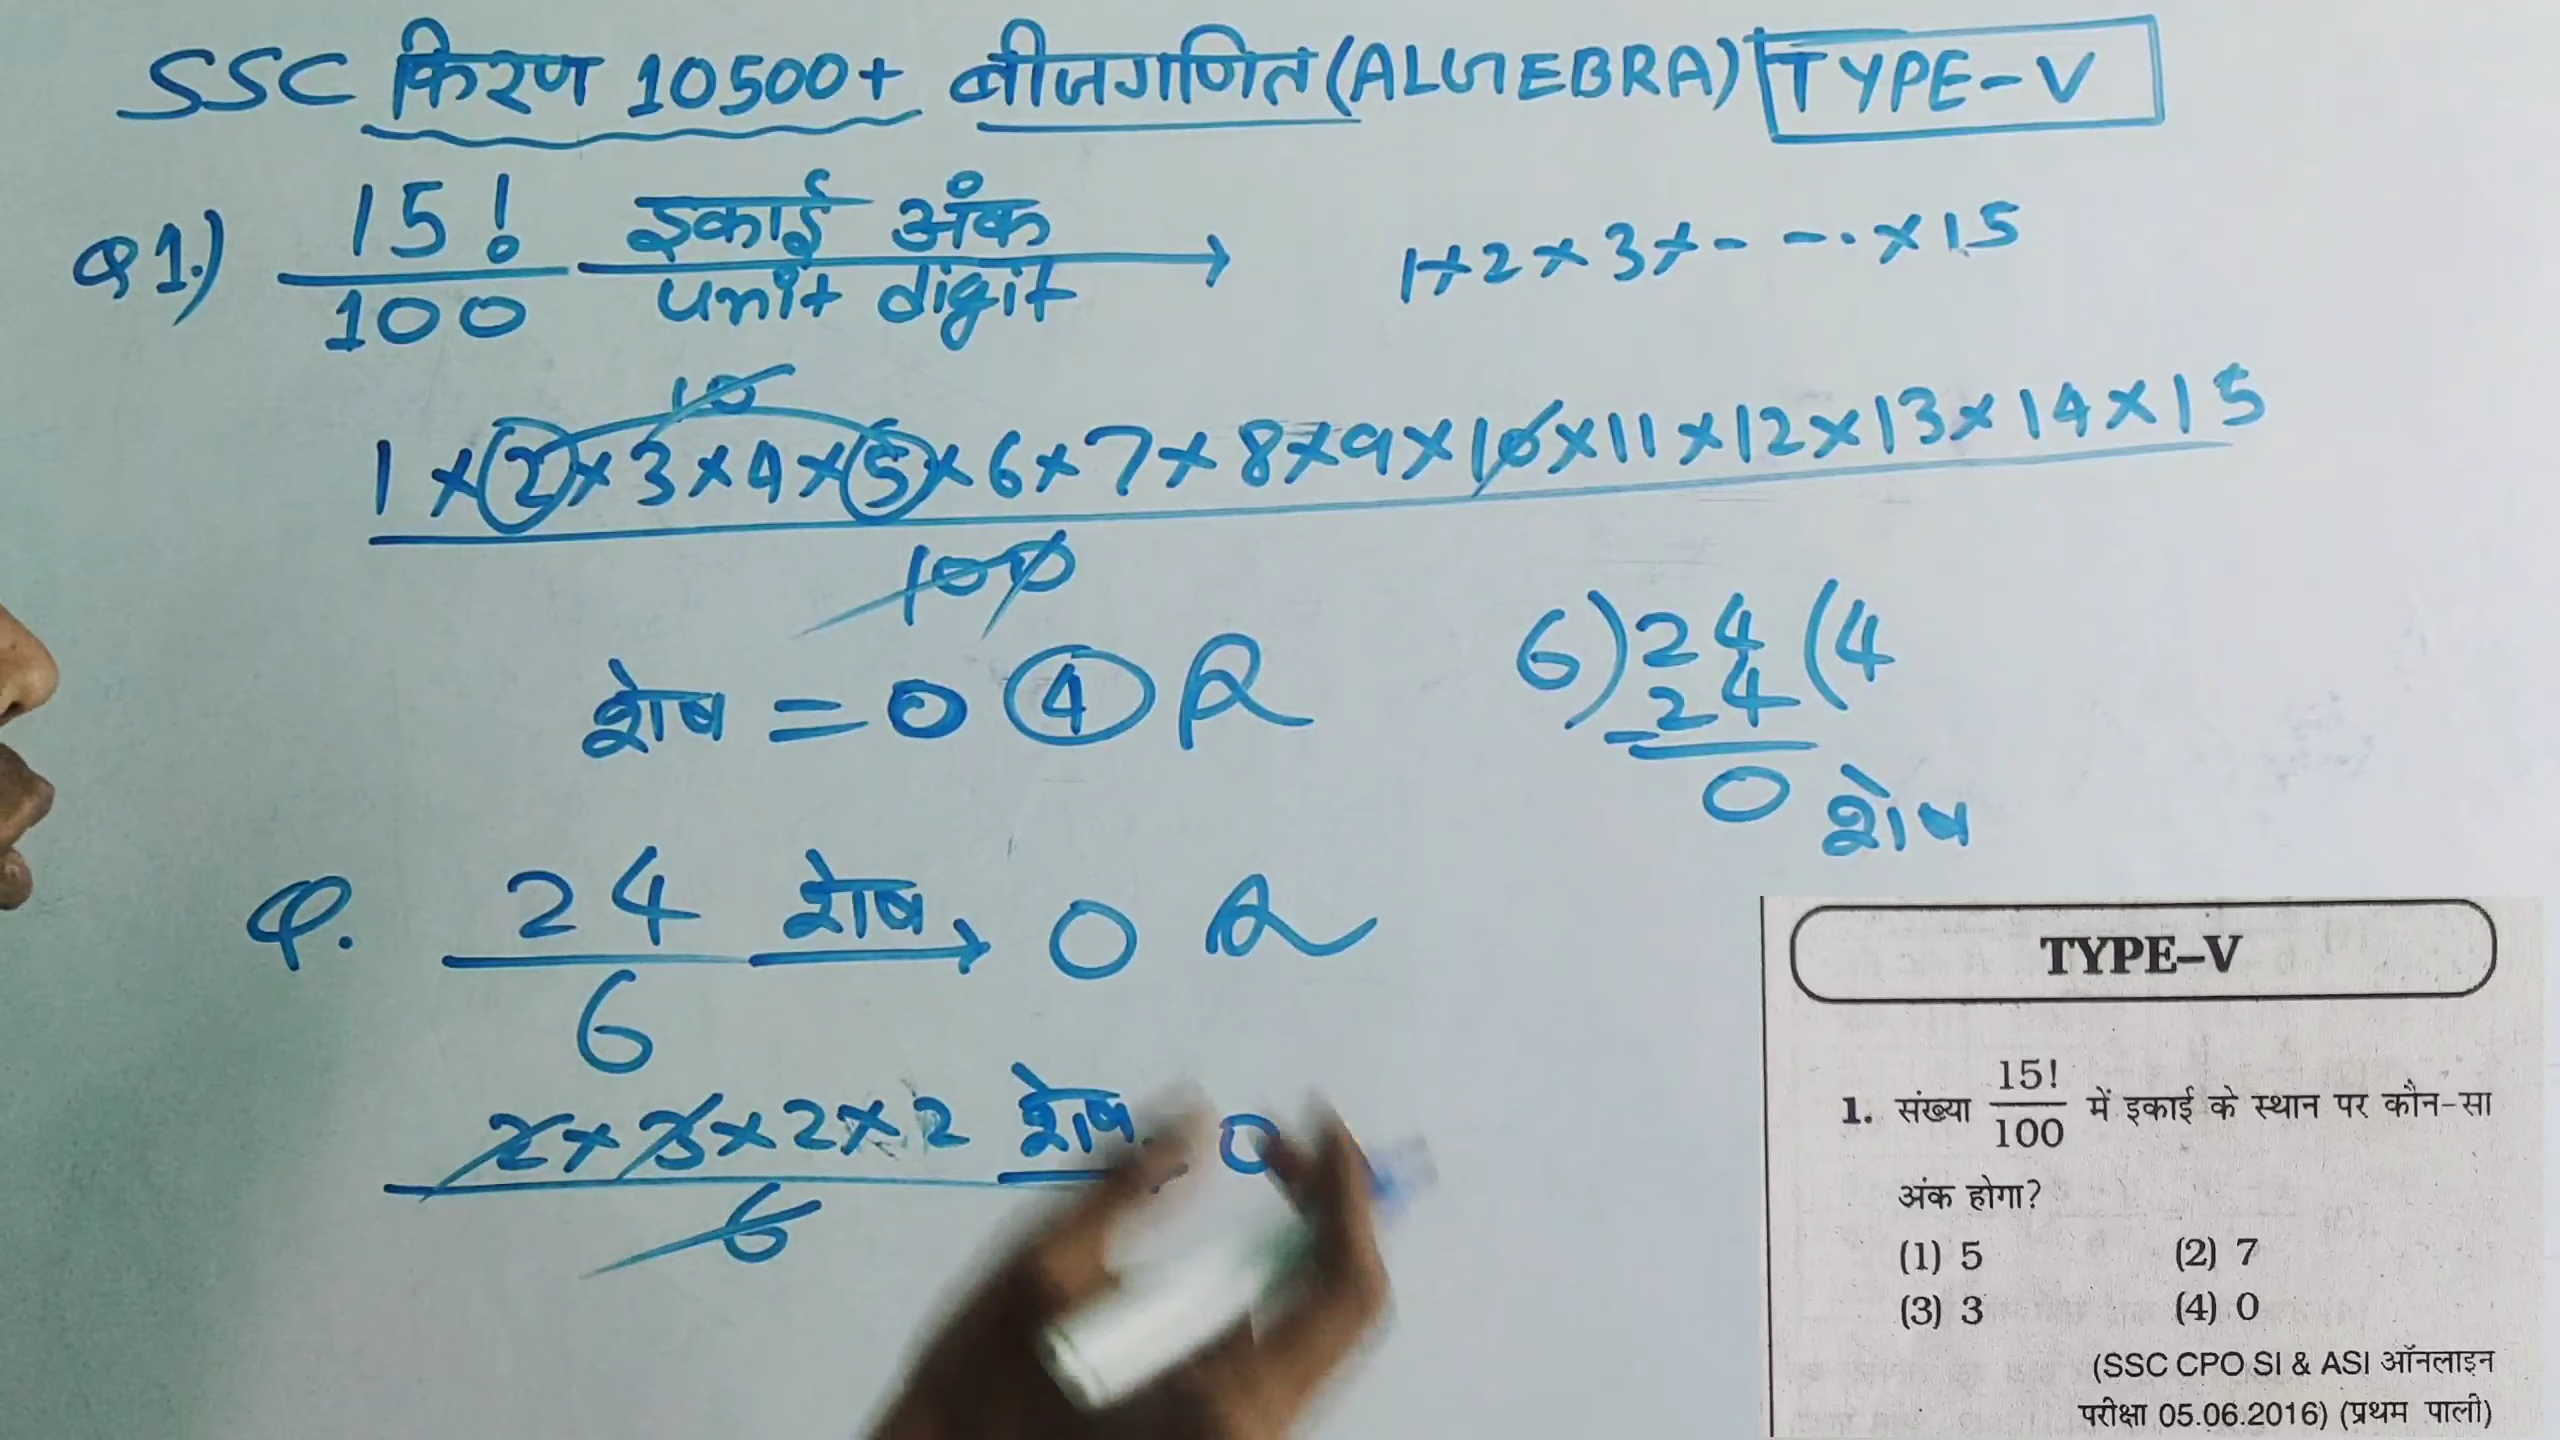 SSC किरण 10500+ बीजगणित (ALGEBRA) TYPE-V
Q1.) 15!/100 इकाई अंक unit digit → 1×2×3×-----×15
10
1×2×3×4×5×6×7×8×9×10×11×12×13×14×15
100
शेष = 0 4 R
6)24(4
-24
0 शेष
Q. 24/6 शेष → 0 R
2×3×2×2/6 शेष 0
TYPE–V
1. संख्या 15!/100 में इकाई के स्थान पर कौन-सा
अंक होगा?
(1) 5 (2) 7
(3) 3 (4) 0
(SSC CPO SI & ASI ऑनलाइन
परीक्षा 05.06.2016) (प्रथम पाली)